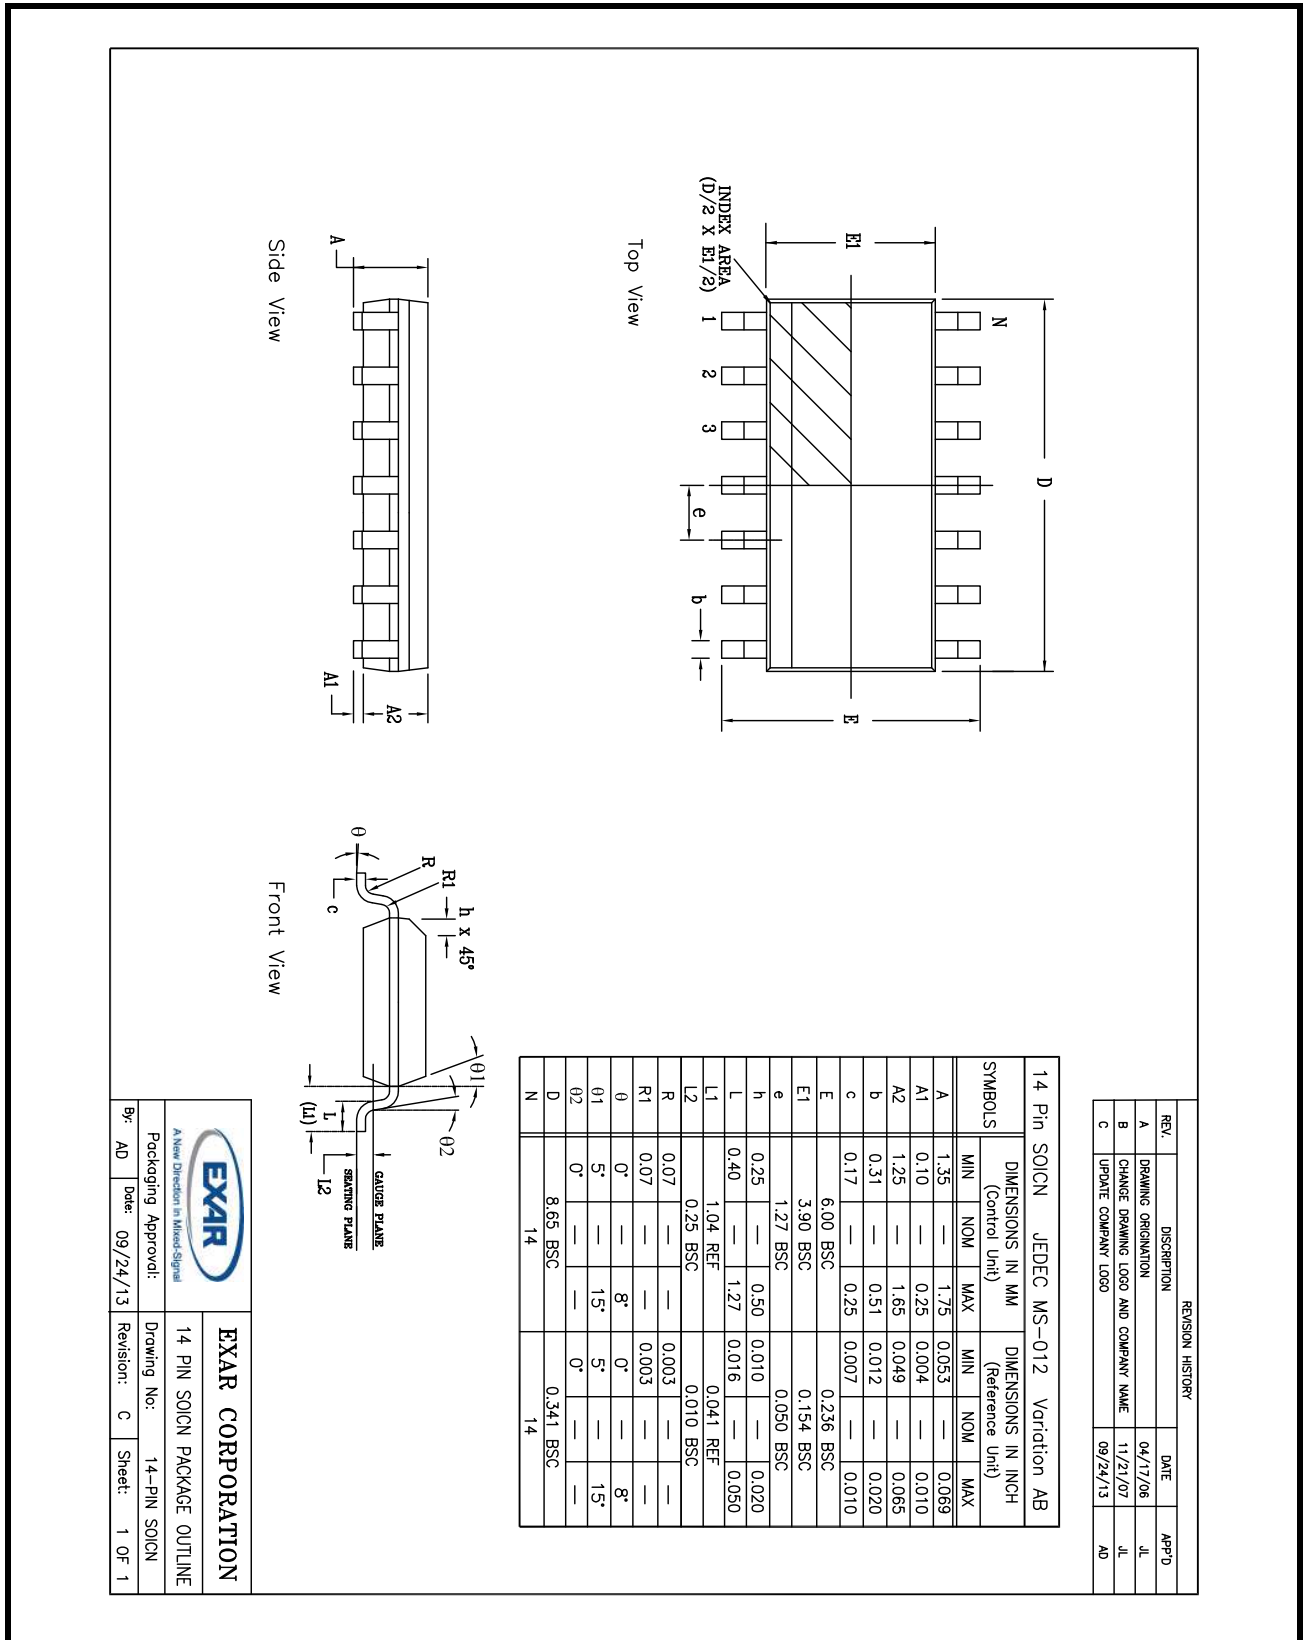 REVISION HISTORY
REV. DISCRIPTION DATE APP'D
A DRAWING ORIGINATION 04/17/06 JL
B CHANGE DRAWING LOGO AND COMPANY NAME 11/21/07 JL
C UPDATE COMPANY LOGO 09/24/13 AD
D
N
E1
E
INDEX AREA
(D/2 X E1/2)
1
2
3
e
b
Top View
A
A1
A2
Side View
h x 45°
R1
R
θ
c
θ1
θ2
L
(L1)
L2
GAUGE PLANE
SEATING PLANE
Front View
14 Pin SOICN JEDEC MS-012 Variation AB
SYMBOLS DIMENSIONS IN MM (Control Unit) DIMENSIONS IN INCH (Reference Unit)
MIN NOM MAX MIN NOM MAX
A 1.35 — 1.75 0.053 — 0.069
A1 0.10 — 0.25 0.004 — 0.010
A2 1.25 — 1.65 0.049 — 0.065
b 0.31 — 0.51 0.012 — 0.020
c 0.17 — 0.25 0.007 — 0.010
E 6.00 BSC 0.236 BSC
E1 3.90 BSC 0.154 BSC
e 1.27 BSC 0.050 BSC
h 0.25 — 0.50 0.010 — 0.020
L 0.40 — 1.27 0.016 — 0.050
L1 1.04 REF 0.041 REF
L2 0.25 BSC 0.010 BSC
R 0.07 — — 0.003 — —
R1 0.07 — — 0.003 — —
θ 0° — 8° 0° — 8°
θ1 5° — 15° 5° — 15°
θ2 0° — — 0° — —
D 8.65 BSC 0.341 BSC
N 14 14
EXAR
A New Direction in Mixed-Signal
EXAR CORPORATION
14 PIN SOICN PACKAGE OUTLINE
Packaging Approval: Drawing No: 14-PIN SOICN
By: AD Date: 09/24/13 Revision: C Sheet: 1 OF 1